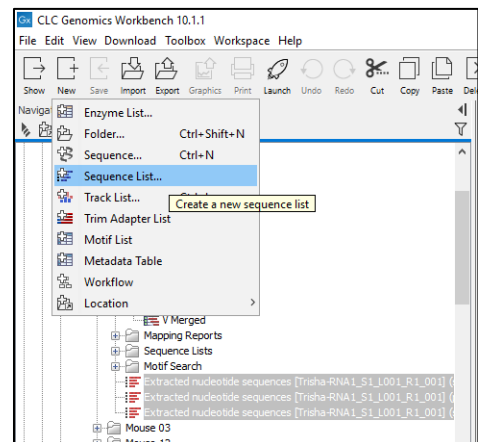 CLC Genomics Workbench 10.1.1
File Edit View Download Toolbox Workspace Help
Show New Save Import Export Graphics Print Launch Undo Redo Cut Copy Paste
Naviga
Enzyme List...
Folder... Ctrl+Shift+N
Sequence... Ctrl+N
Sequence List...
Track List...
Create a new sequence list
Trim Adapter List
Motif List
Metadata Table
Workflow
Location
V Merged
Mapping Reports
Sequence Lists
Motif Search
Extracted nucleotide sequences [Trisha-RNA1_S1_L001_R1_001] (
Extracted nucleotide sequences [Trisha-RNA1_S1_L001_R1_001] (
Extracted nucleotide sequences [Trisha-RNA1_S1_L001_R1_001] (
Mouse 03